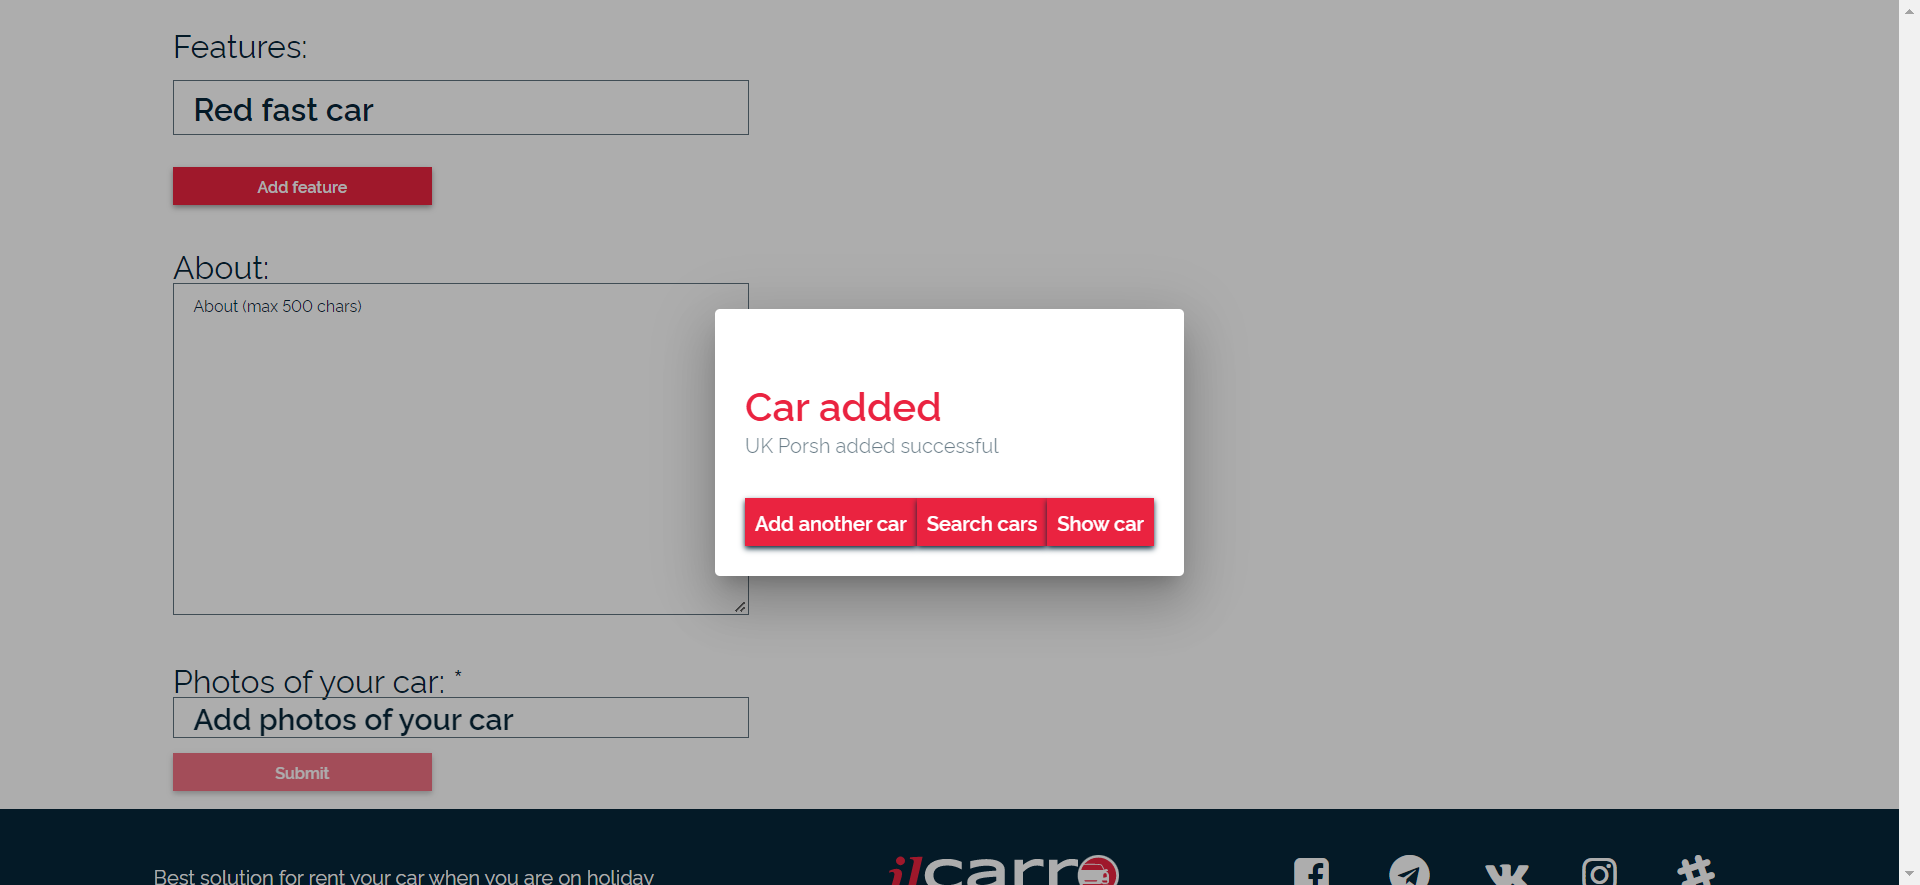 Features:
Red fast car
Add feature
About:
About (max 500 chars)
Car added
UK Porsh added successful
Add another car Search cars Show car
Photos of your car: *
Add photos of your car
Submit
Best solution for rent your car when you are on holiday
ilcarro